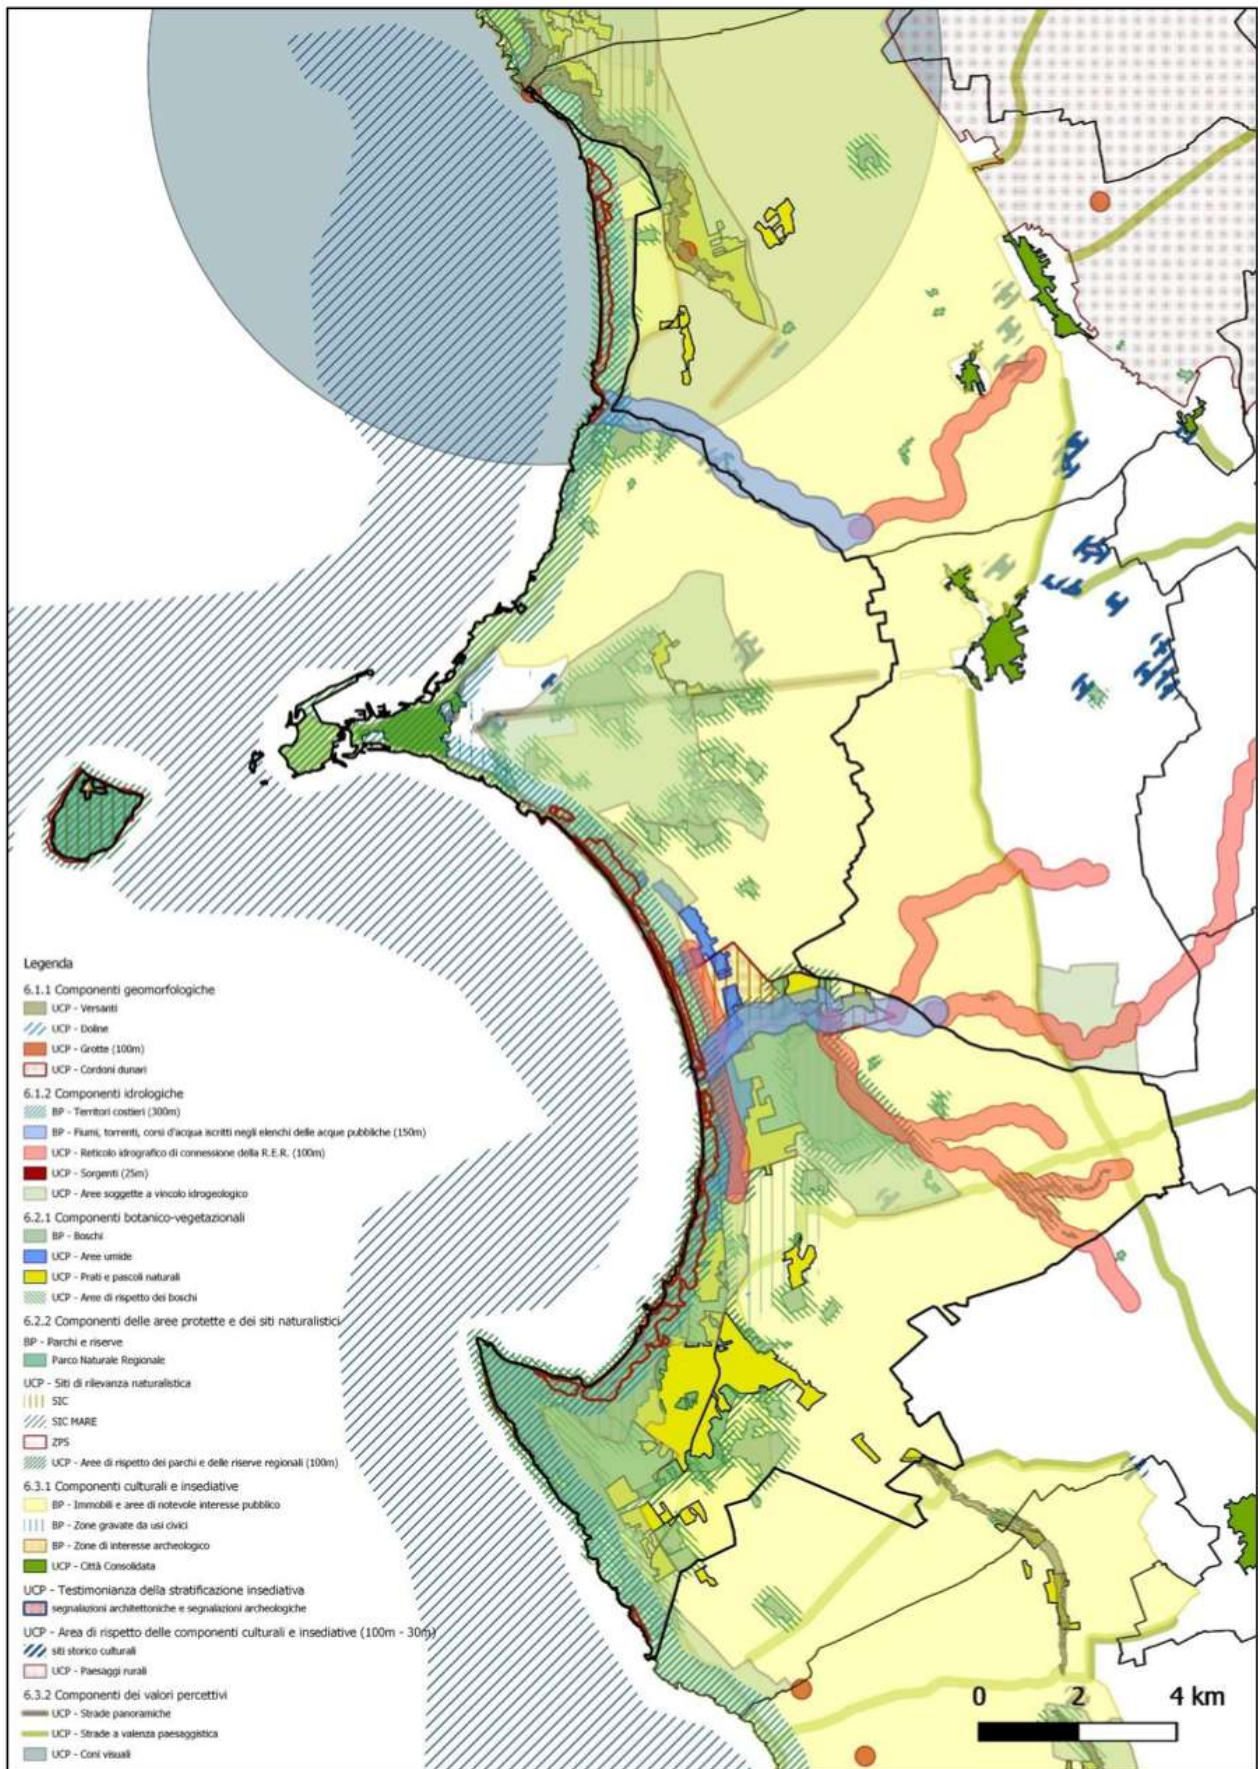 Legenda
6.1.1 Componenti geomorfologiche
UCP - Versanti
UCP - Doline
UCP - Grotte (100m)
UCP - Cordoni dunari
6.1.2 Componenti idrologiche
BP - Territori costieri (300m)
BP - Fiumi, torrenti, corsi d'acqua iscritti negli elenchi delle acque pubbliche (150m)
UCP - Reticolo idrografico di connessione della R.E.R. (100m)
UCP - Sorgenti (25m)
UCP - Aree soggette a vincolo idrogeologico
6.2.1 Componenti botanico-vegetazionali
BP - Boschi
UCP - Aree umide
UCP - Prati e pascoli naturali
UCP - Aree di rispetto dei boschi
6.2.2 Componenti delle aree protette e dei siti naturalistici
BP - Parchi e riserve
Parco Naturale Regionale
UCP - Siti di rilevanza naturalistica
SIC
SIC MARE
ZPS
UCP - Aree di rispetto dei parchi e delle riserve regionali (100m)
6.3.1 Componenti culturali e insediative
BP - Immobili e aree di notevole interesse pubblico
BP - Zone gravate da usi civici
BP - Zone di interesse archeologico
UCP - Città Consolidata
UCP - Testimonianza della stratificazione insediativa
segnalazioni architettoniche e segnalazioni archeologiche
UCP - Area di rispetto delle componenti culturali e insediative (100m - 30m)
siti storico culturali
UCP - Paesaggi rurali
6.3.2 Componenti dei valori percettivi
UCP - Strade panoramiche
UCP - Strade a valenza paesaggistica
UCP - Coni visuali
0 2 4 km